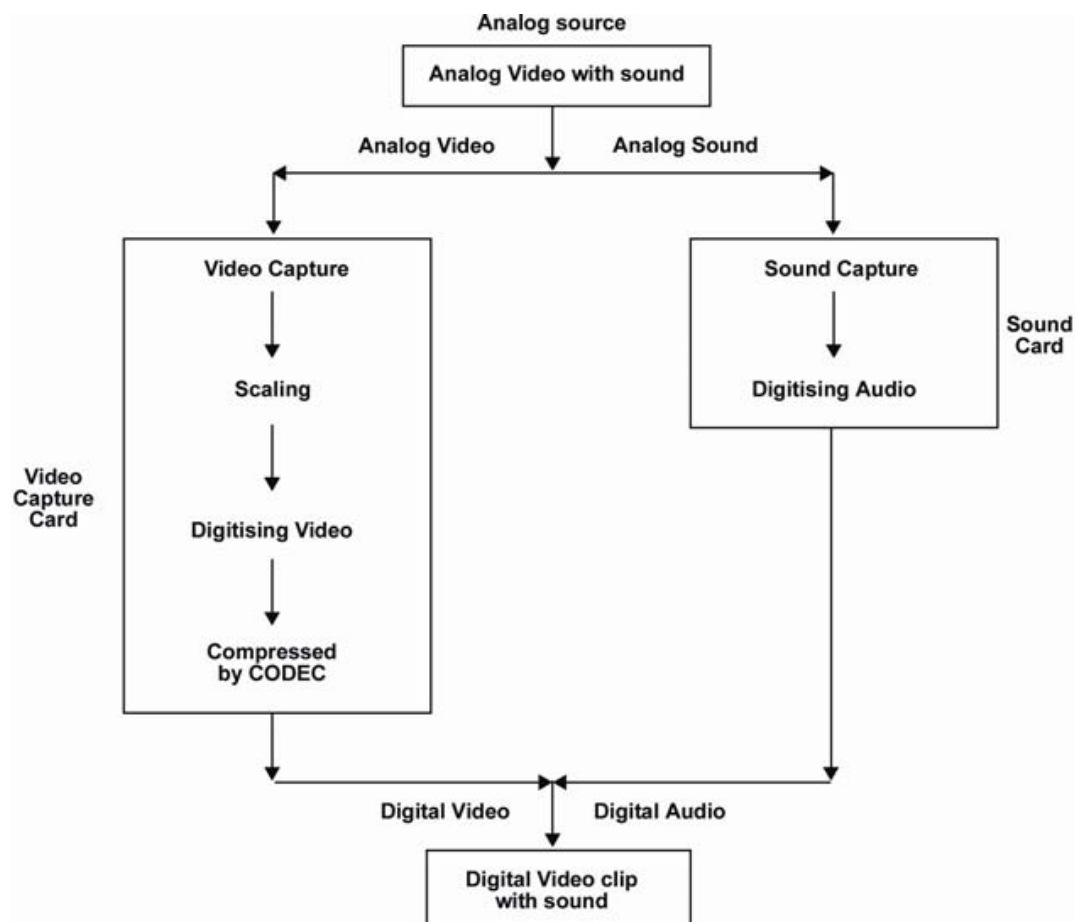 Analog source
Analog Video with sound
Analog Video
Analog Sound
Video Capture
Scaling
Digitising Video
Compressed
by CODEC
Video
Capture
Card
Sound Capture
Digitising Audio
Sound
Card
Digital Video
Digital Audio
Digital Video clip
with sound